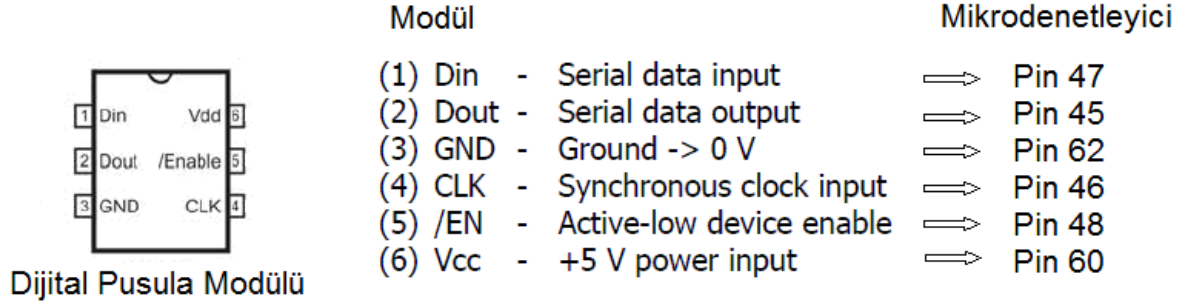 Modül Mikrodenetleyici
(1) Din - Serial data input ⇒ Pin 47
(2) Dout - Serial data output ⇒ Pin 45
(3) GND - Ground -> 0 V ⇒ Pin 62
(4) CLK - Synchronous clock input ⇒ Pin 46
(5) /EN - Active-low device enable ⇒ Pin 48
(6) Vcc - +5 V power input ⇒ Pin 60
1 Din Vdd 6
2 Dout /Enable 5
3 GND CLK 4
Dijital Pusula Modülü